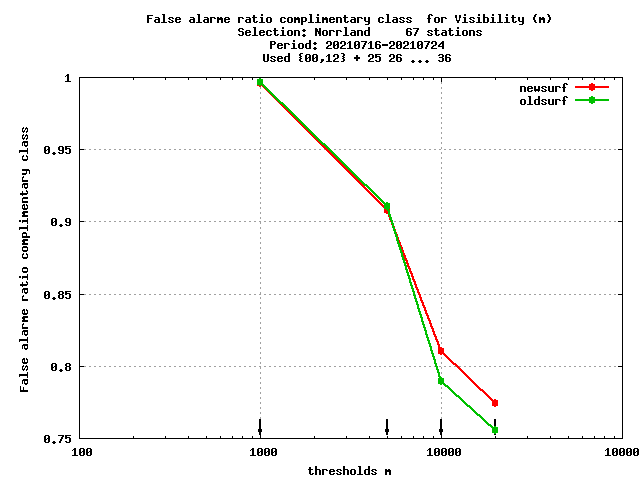 False alarme ratio complimentary class  for Visibility (m)
Selection: Norrland     67 stations
Period: 20210716-20210724
Used {00,12} + 25 26 ... 36
newsurf
oldsurf
False alarme ratio complimentary class
1
0.95
0.9
0.85
0.8
0.75
100
1000
10000
10000
thresholds m